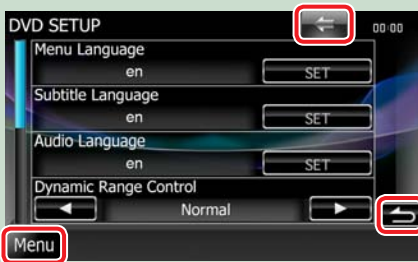 DVD SETUP 00:00
Menu Language
en SET
Subtitle Language
en SET
Audio Language
en SET
Dynamic Range Control
Normal
Menu